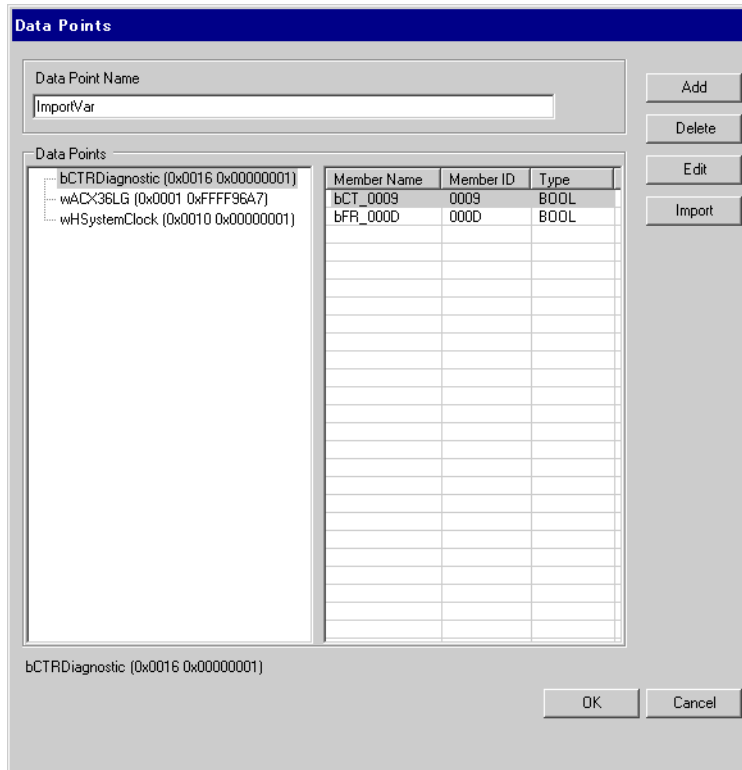 Data Points
Data Point Name
ImportVar
Add
Delete
Edit
Import
Data Points
bCTRDiagnostic (0x0016 0x00000001)
wACX36LG (0x0001 0xFFFF96A7)
wHSystemClock (0x0010 0x00000001)
Member Name Member ID Type
bCT_0009 0009 BOOL
bFR_000D 000D BOOL
bCTRDiagnostic (0x0016 0x00000001)
OK Cancel